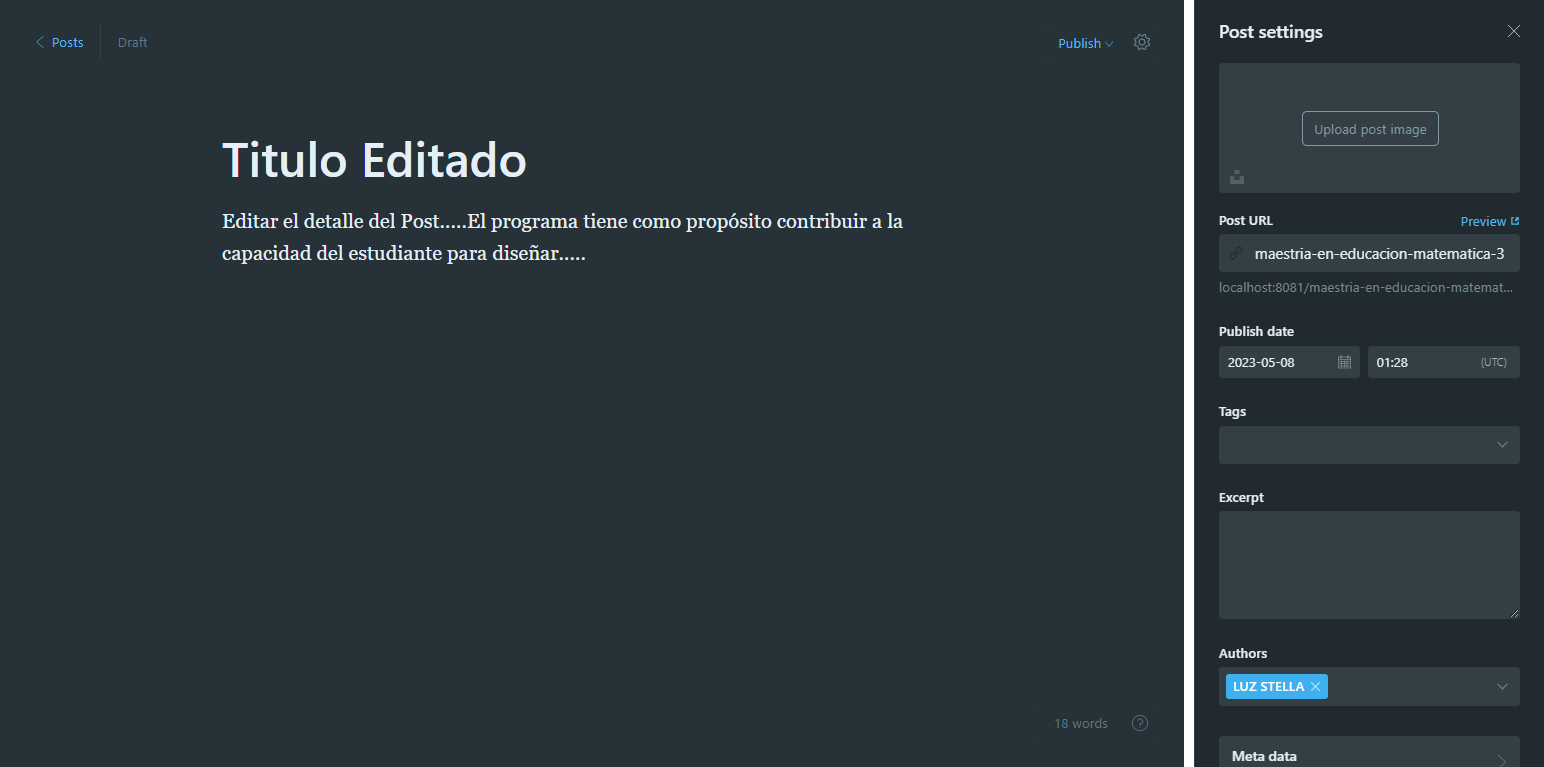 Posts
Draft
Publish
Titulo Editado
Editar el detalle del Post.....El programa tiene como propósito contribuir a la
capacidad del estudiante para diseñar.....
18 words
?
Post settings
Upload post image
Post URL
Preview
maestria-en-educacion-matematica-3
localhost:8081/maestria-en-educacion-matemat...
Publish date
2023-05-08
01:28
(UTC)
Tags
Excerpt
Authors
LUZ STELLA
Meta data